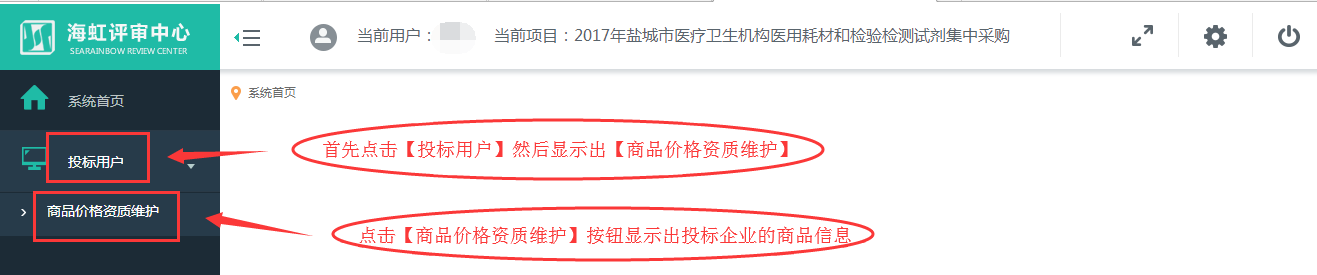 海虹评审中心
SEARAINBOW REVIEW CENTER
当前用户：
当前项目：2017年盐城市医疗卫生机构医用耗材和检验检测试剂集中采购
系统首页
系统首页
首先点击【投标用户】然后显示出【商品价格资质维护】
投标用户
商品价格资质维护
点击【商品价格资质维护】按钮显示出投标企业的商品信息